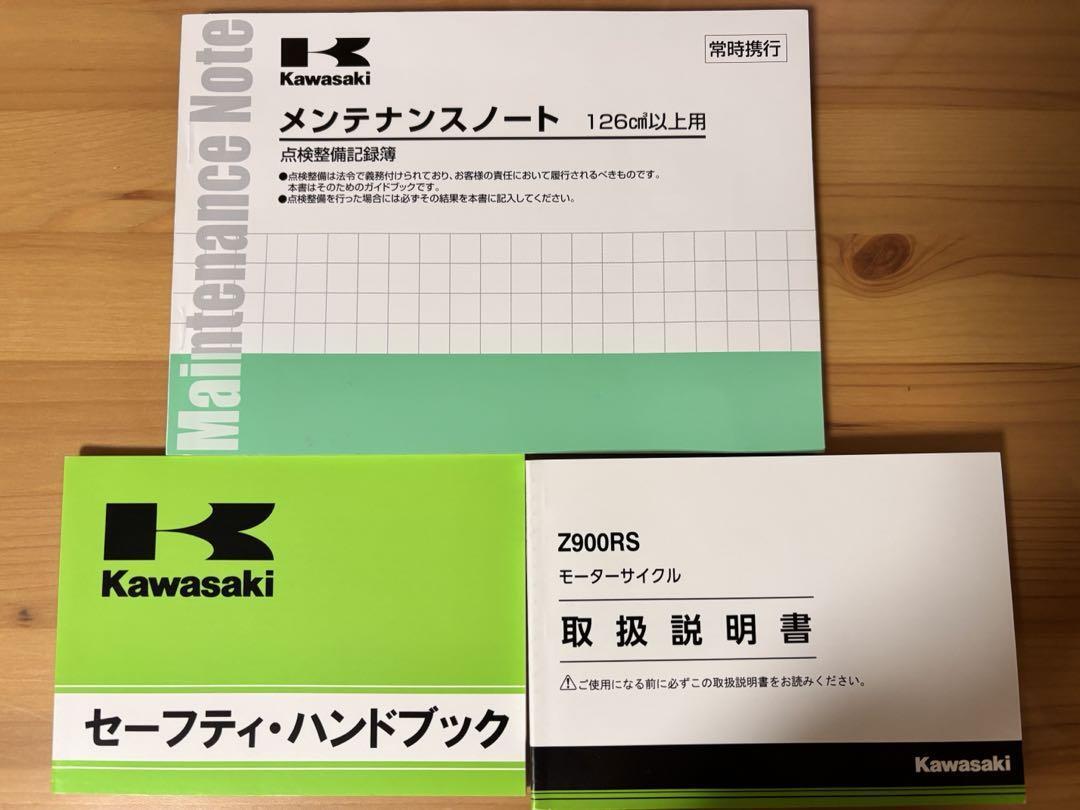 Maintenance Note
Kawasaki
常時携行
メンテナンスノート 126c㎥以上用
点検整備記録簿
●点検整備は法令で義務付けられており、お客様の責任において履行されるべきものです。
本書はそのためのガイドブックです。
●点検整備を行った場合には必ずその結果を本書に記入してください。
Kawasaki
セーフティ・ハンドブック
Z900RS
モーターサイクル
取扱説明書
⚠ご使用になる前に必ずこの取扱説明書をお読みください。
Kawasaki